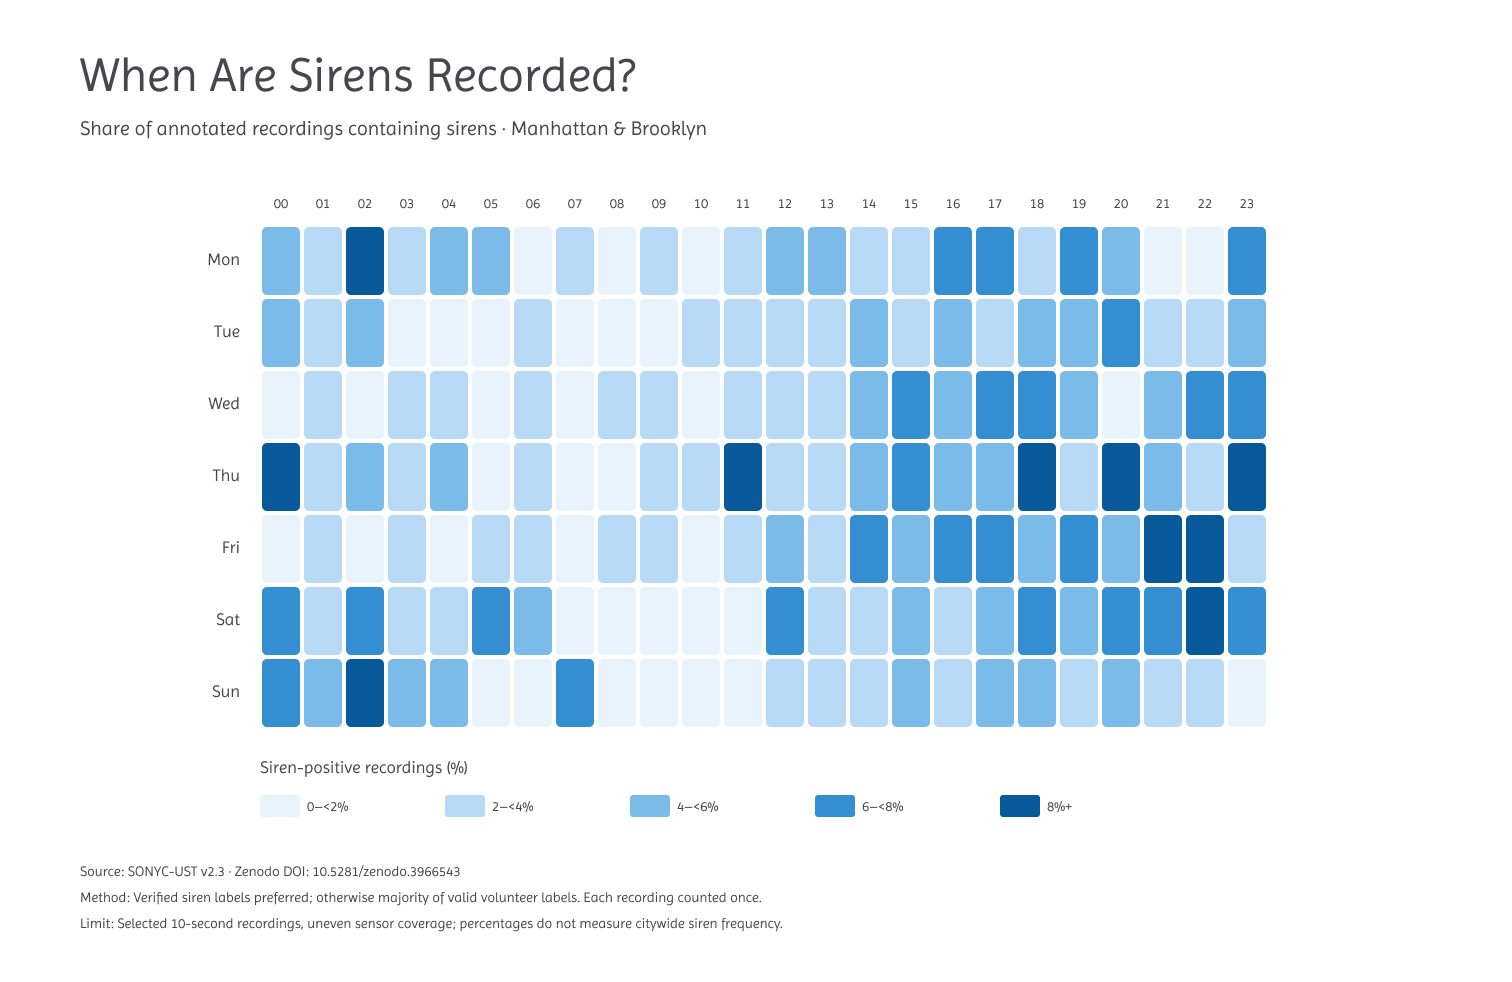 When Are Sirens Recorded?
Share of annotated recordings containing sirens · Manhattan & Brooklyn
00 01 02 03 04 05 06 07 08 09 10 11 12 13 14 15 16 17 18 19 20 21 22 23
Mon
Tue
Wed
Thu
Fri
Sat
Sun
Siren-positive recordings (%)
0–<2% 2–<4% 4–<6% 6–<8% 8%+
Source: SONYC-UST v2.3 · Zenodo DOI: 10.5281/zenodo.3966543
Method: Verified siren labels preferred; otherwise majority of valid volunteer labels. Each recording counted once.
Limit: Selected 10-second recordings, uneven sensor coverage; percentages do not measure citywide siren frequency.